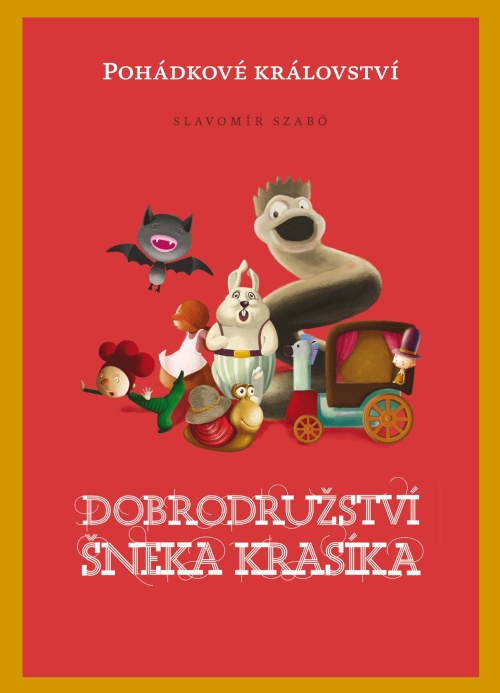 Pohádkové království
SLAVOMÍR SZABÓ
DOBRODRUŽSTVÍ
ŠNEKA KRASÍKA